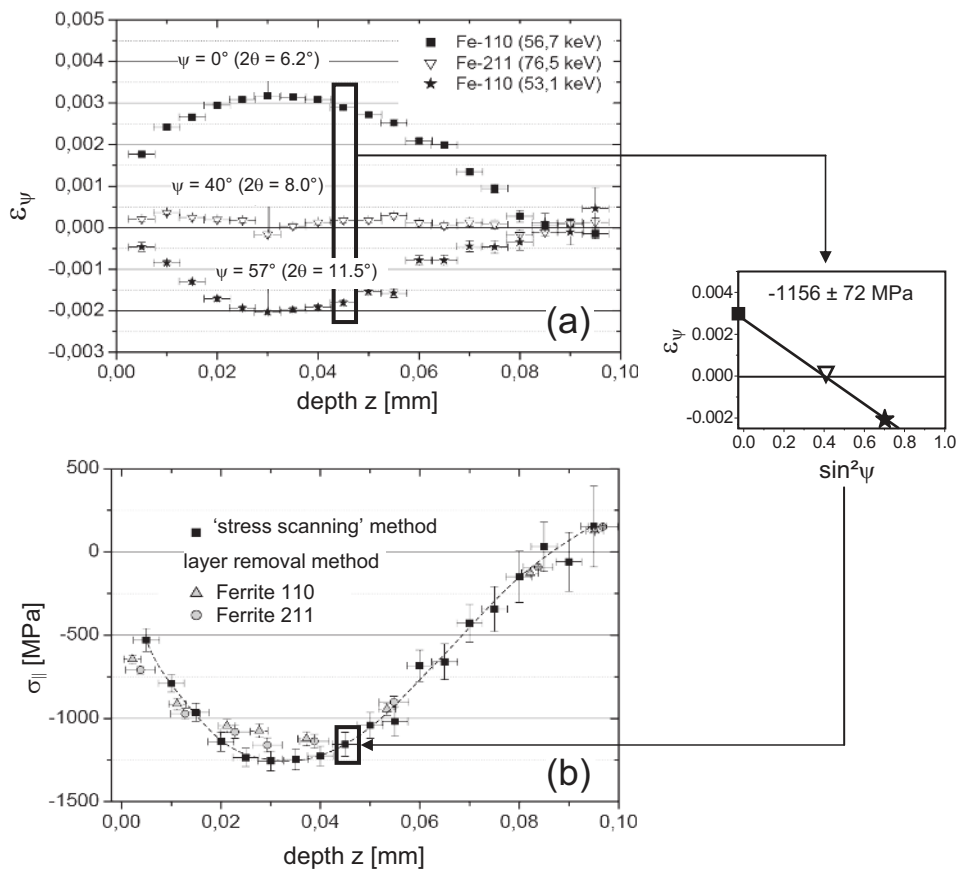 (a)
0,005
0,004
0,003
0,002
0,001
0,000
-0,001
-0,002
-0,003
εψ
ψ = 0° (2θ = 6.2°)
Fe-110 (56,7 keV)
Fe-211 (76,5 keV)
Fe-110 (53,1 keV)
ψ = 40° (2θ = 8.0°)
ψ = 57° (2θ = 11.5°)
0,00 0,02 0,04 0,06 0,08 0,10
depth z [mm]
-1156 ± 72 MPa
0.004
0.002
0.000
-0.002
εψ
0.0 0.2 0.4 0.6 0.8 1.0
sin²ψ
500
0
-500
-1000
-1500
σ|| [MPa]
'stress scanning' method
layer removal method
Ferrite 110
Ferrite 211
(b)
0,00 0,02 0,04 0,06 0,08 0,10
depth z [mm]